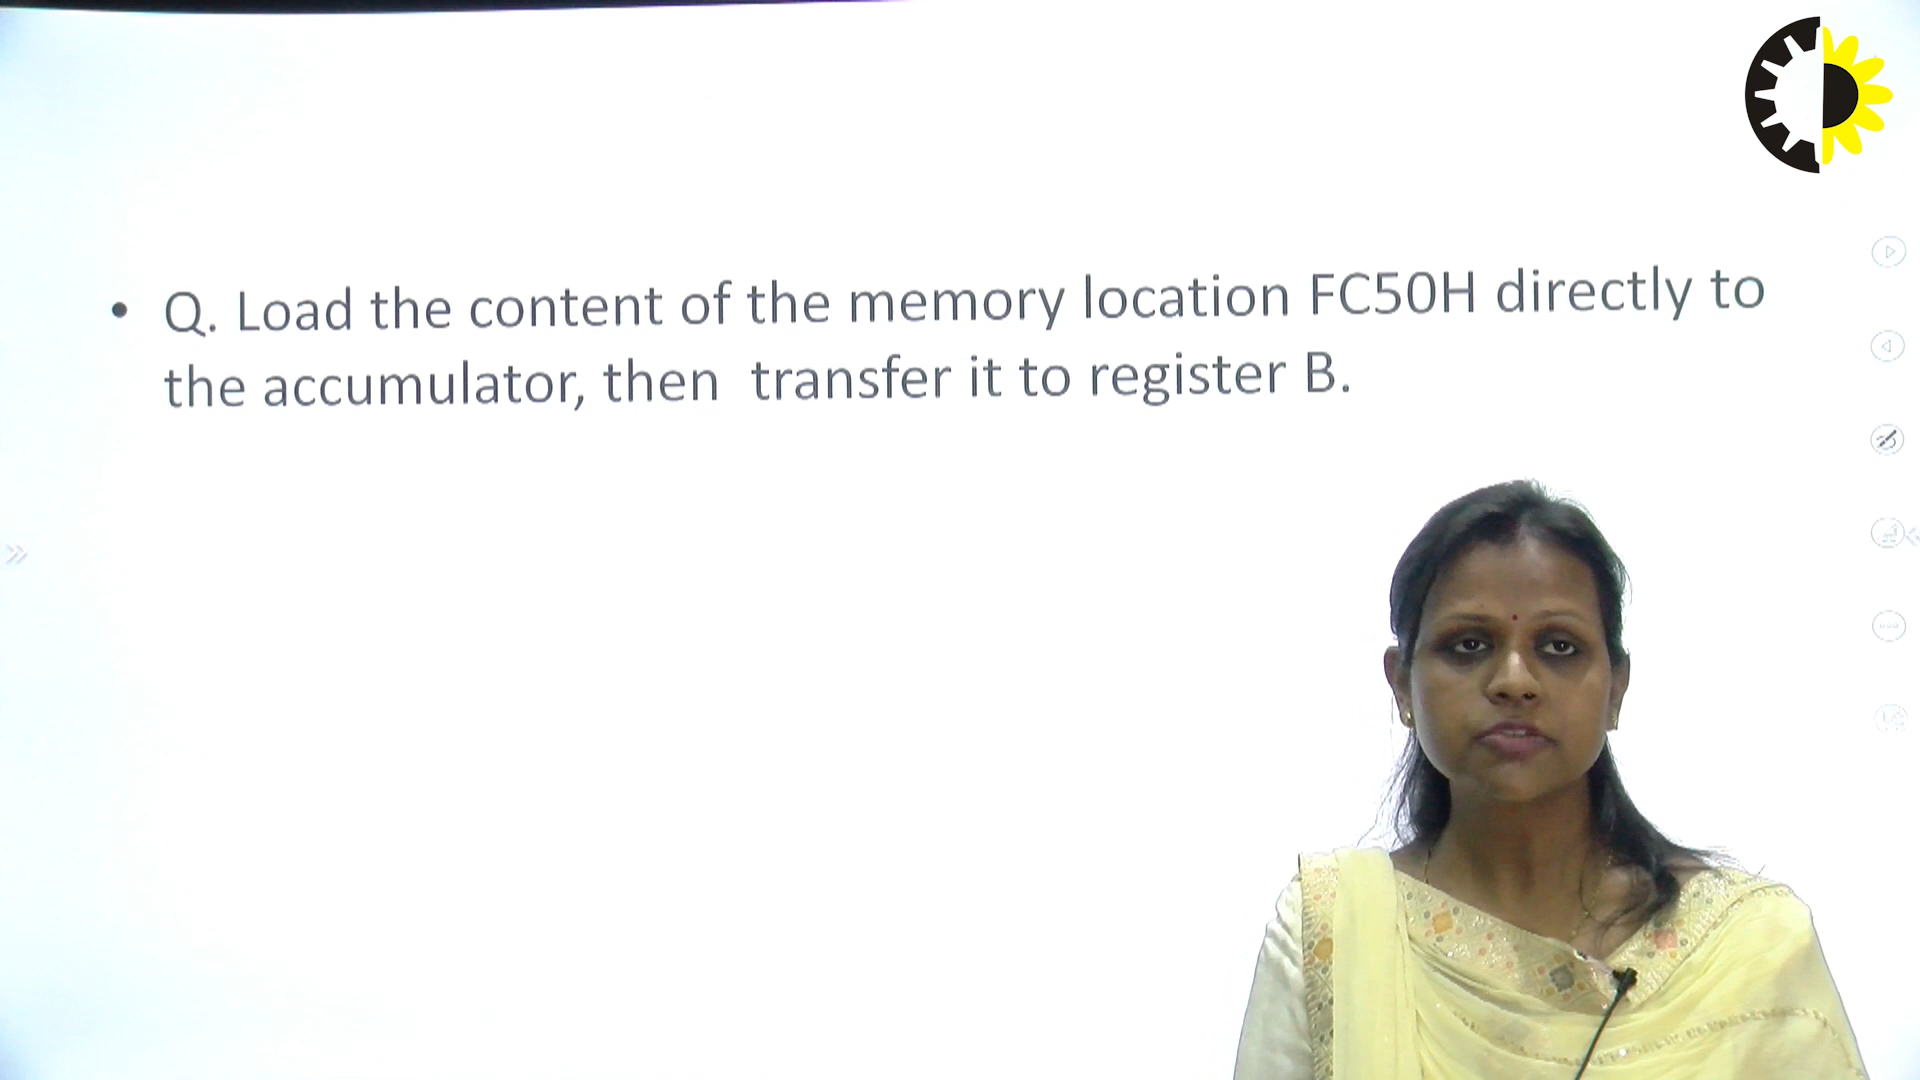 • Q. Load the content of the memory location FC50H directly to
the accumulator, then  transfer it to register B.